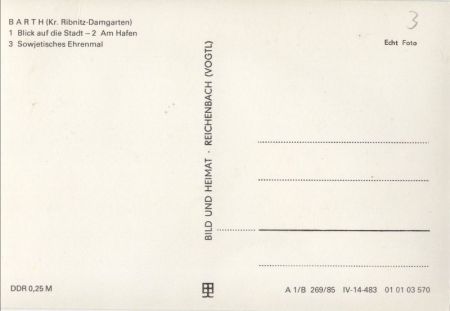 BARTH (Kr. Ribnitz-Damgarten)
1 Blick auf die Stadt – 2 Am Hafen
3 Sowjetisches Ehrenmal
3
Echt Foto
BILD UND HEIMAT · REICHENBACH (VOGTL)
DDR 0,25 M
A 1/B 269/85 IV-14-483 01 01 03 570